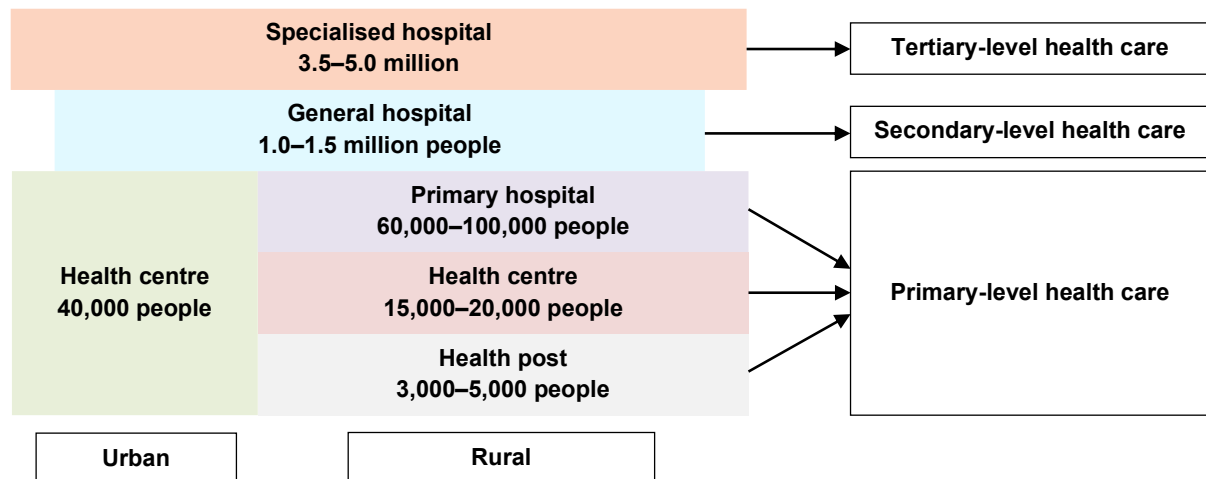 Specialised hospital
3.5–5.0 million
Tertiary-level health care
General hospital
1.0–1.5 million people
Secondary-level health care
Primary hospital
60,000–100,000 people
Health centre
40,000 people
Health centre
15,000–20,000 people
Primary-level health care
Health post
3,000–5,000 people
Urban
Rural